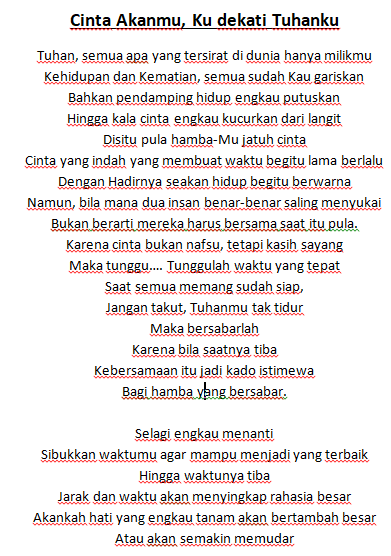 Cinta Akanmu, Ku dekati Tuhanku
Tuhan, semua apa yang tersirat di dunia hanya milikmu
Kehidupan dan Kematian, semua sudah Kau gariskan
Bahkan pendamping hidup engkau putuskan
Hingga kala cinta engkau kucurkan dari langit
Disitu pula hamba-Mu jatuh cinta
Cinta yang indah yang membuat waktu begitu lama berlalu
Dengan Hadirnya seakan hidup begitu berwarna
Namun, bila mana dua insan benar-benar saling menyukai
Bukan berarti mereka harus bersama saat itu pula.
Karena cinta bukan nafsu, tetapi kasih sayang
Maka tunggu.... Tunggulah waktu yang tepat
Saat semua memang sudah siap,
Jangan takut, Tuhanmu tak tidur
Maka bersabarlah
Karena bila saatnya tiba
Kebersamaan itu jadi kado istimewa
Bagi hamba yang bersabar.
Selagi engkau menanti
Sibukkan waktumu agar mampu menjadi yang terbaik
Hingga waktunya tiba
Jarak dan waktu akan menyingkap rahasia besar
Akankah hati yang engkau tanam akan bertambah besar
Atau akan semakin memudar